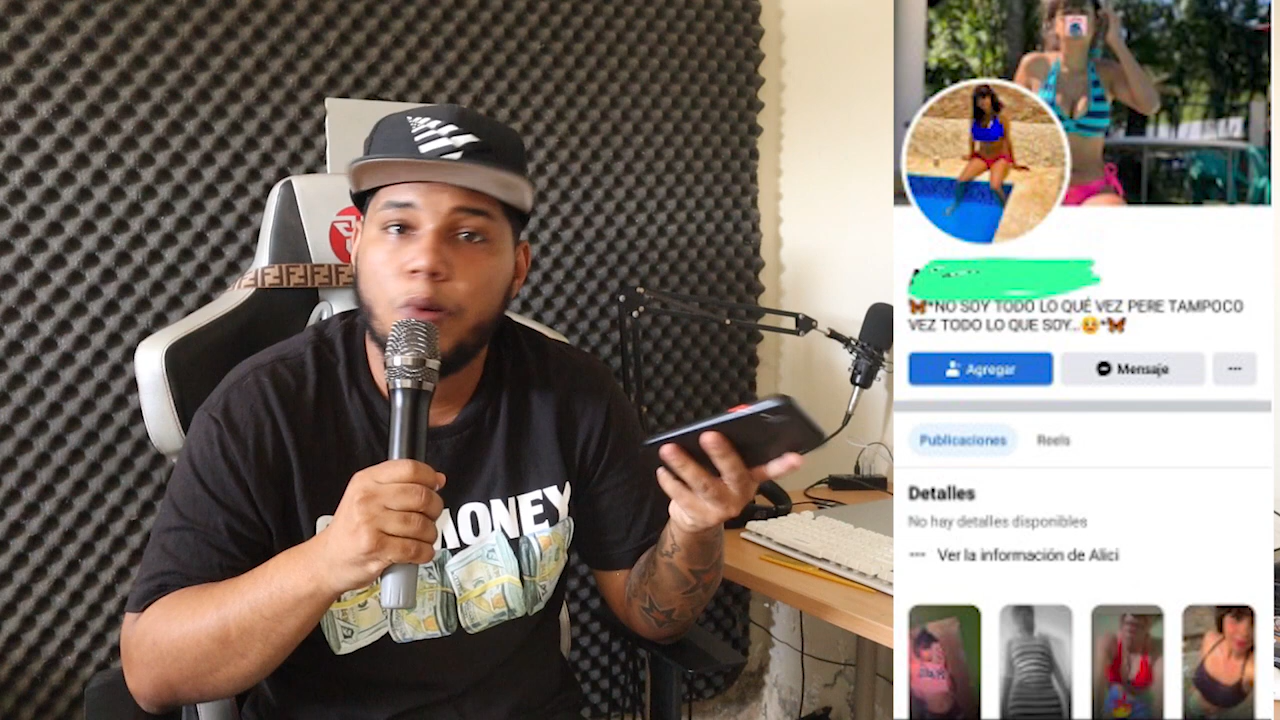 MONEY
*NO SOY TODO LO QUÉ VEZ PERE TAMPOCO
VEZ TODO LO QUE SOY...🥺*🦋
Agregar
Mensaje
Publicaciones
Reels
Detalles
No hay detalles disponibles
Ver la información de Alici